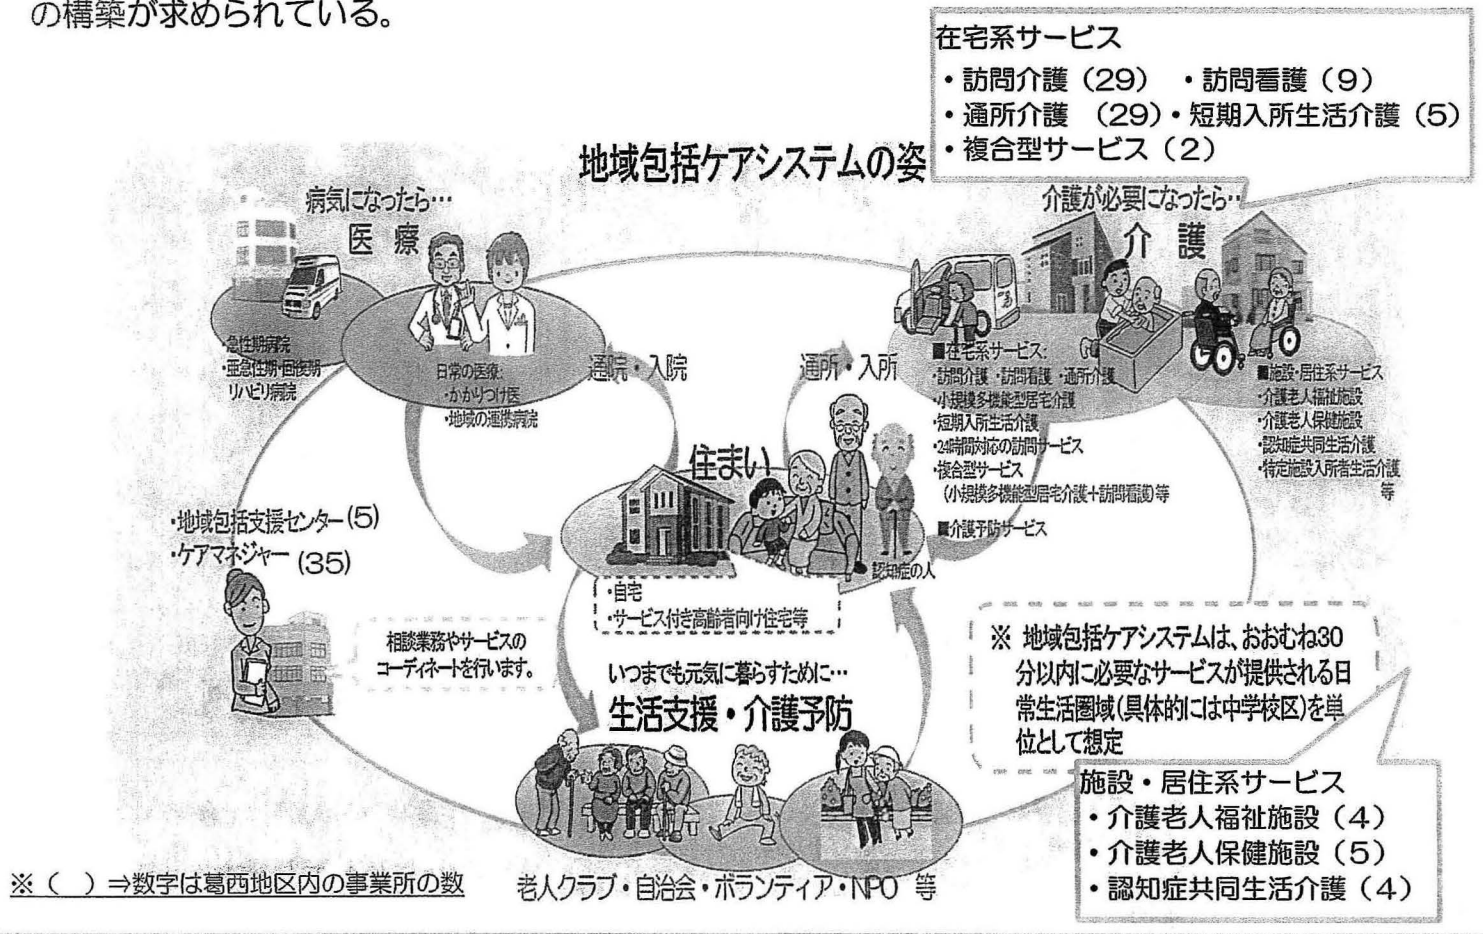 の構築が求められている。
在宅系サービス
・訪問介護（29）　・訪問看護（9）
・通所介護　（29）・短期入所生活介護（5）
・複合型サービス（2）
地域包括ケアシステムの姿
病気になったら…
医 療
介護が必要になったら…
介 護
・急性期病院
・亜急性期・回復期
リハビリ病院
日常の医療:
・かかりつけ医
・地域の連携病院
通院・入院
通所・入所
■在宅系サービス:
・訪問介護 ・訪問看護 ・通所介護
・小規模多機能型居宅介護
・短期入所生活介護
・24時間対応の訪問サービス
・複合型サービス
（小規模多機能型居宅介護＋訪問看護）等
■介護予防サービス
■施設・居住系サービス
・介護老人福祉施設
・介護老人保健施設
・認知症共同生活介護
・特定施設入所者生活介護
等
住まい
認知症の人
・自宅
・サービス付き高齢者向け住宅等
・地域包括支援センター（5）
・ケアマネジャー（35）
相談業務やサービスの
コーディネートを行います。
いつまでも元気に暮らすために…
生活支援・介護予防
老人クラブ・自治会・ボランティア・NPO 等
※ 地域包括ケアシステムは、おおむね30
分以内に必要なサービスが提供される日
常生活圏域（具体的には中学校区）を単
位として想定
施設・居住系サービス
・介護老人福祉施設（4）
・介護老人保健施設（5）
・認知症共同生活介護（4）
※（　）⇒数字は葛西地区内の事業所の数